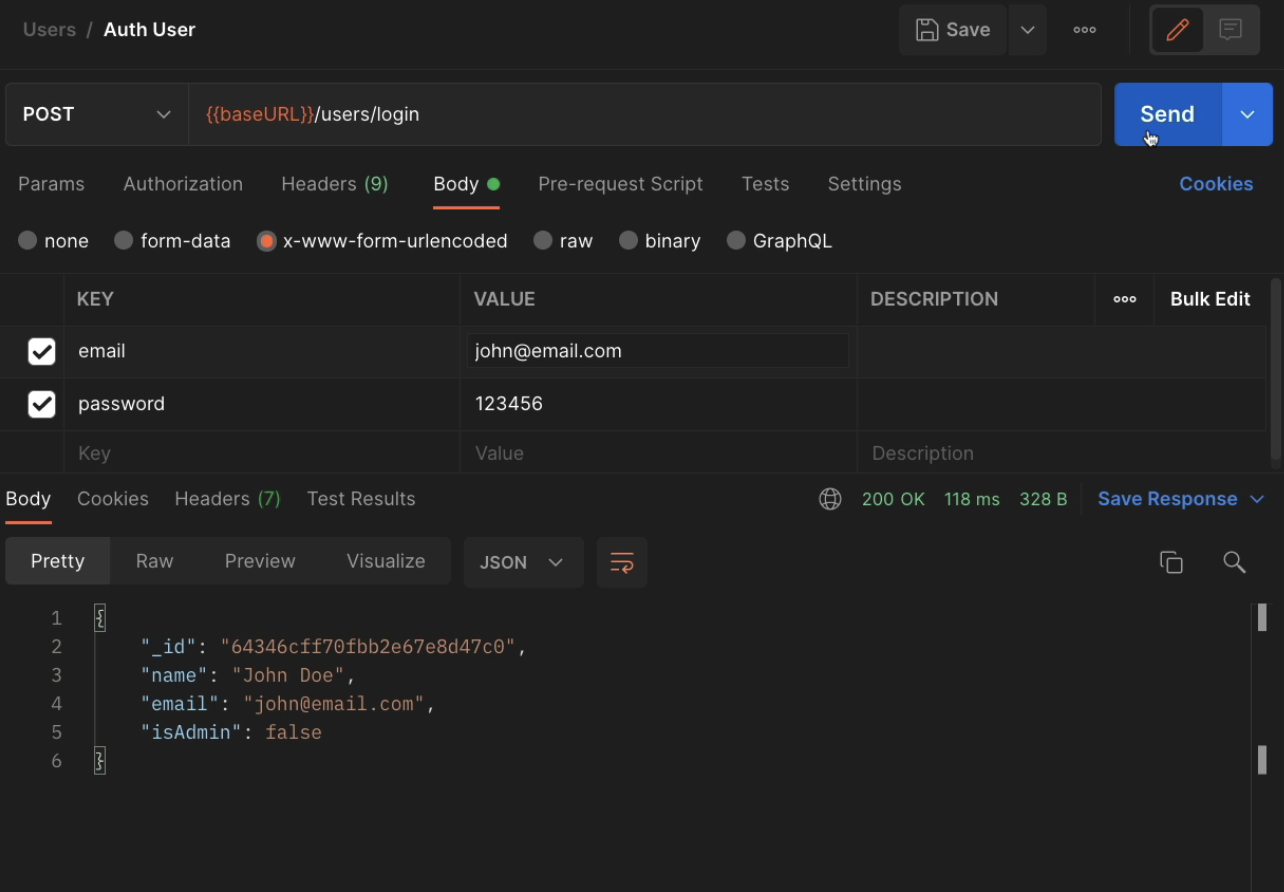 Users / Auth User
Save
POST
{{baseURL}}/users/login
Send
Params Authorization Headers (9) Body Pre-request Script Tests Settings Cookies
none form-data x-www-form-urlencoded raw binary GraphQL
KEY VALUE DESCRIPTION Bulk Edit
email john@email.com
password 123456
Key Value Description
Body Cookies Headers (7) Test Results 200 OK 118 ms 328 B Save Response
Pretty Raw Preview Visualize JSON
1 {
2 "_id": "64346cff70fbb2e67e8d47c0",
3 "name": "John Doe",
4 "email": "john@email.com",
5 "isAdmin": false
6 }